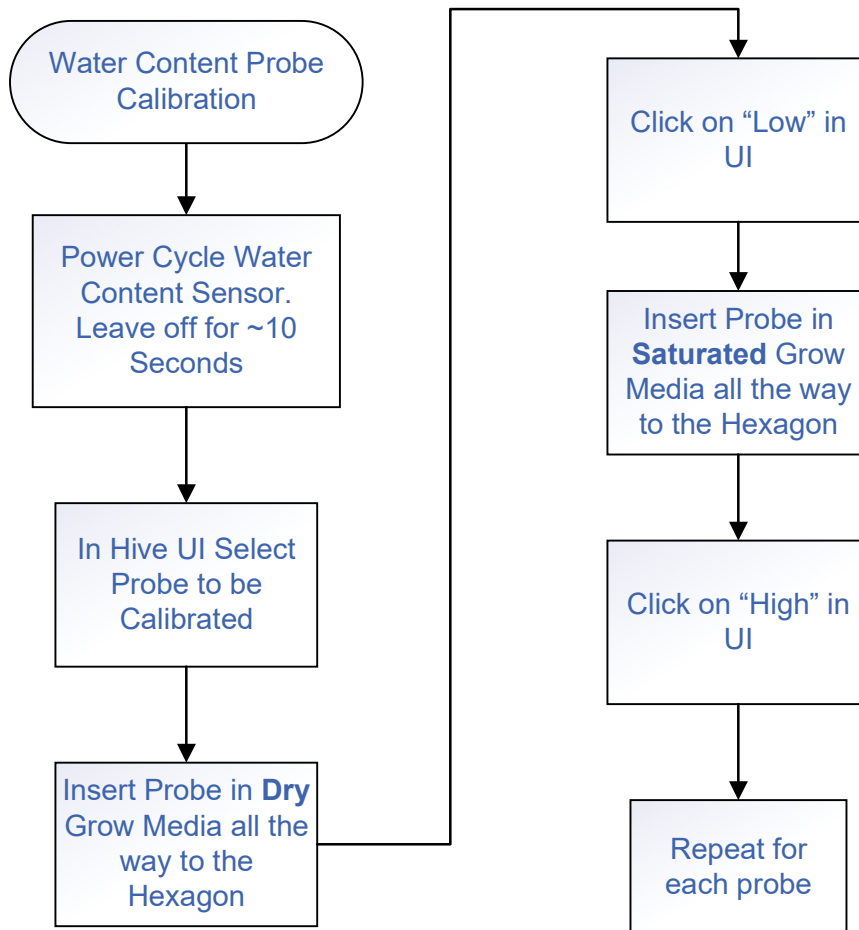 Water Content Probe
Calibration
Power Cycle Water
Content Sensor.
Leave off for ~10
Seconds
In Hive UI Select
Probe to be
Calibrated
Insert Probe in Dry
Grow Media all the
way to the
Hexagon
Click on “Low” in
UI
Insert Probe in
Saturated Grow
Media all the way
to the Hexagon
Click on “High” in
UI
Repeat for
each probe